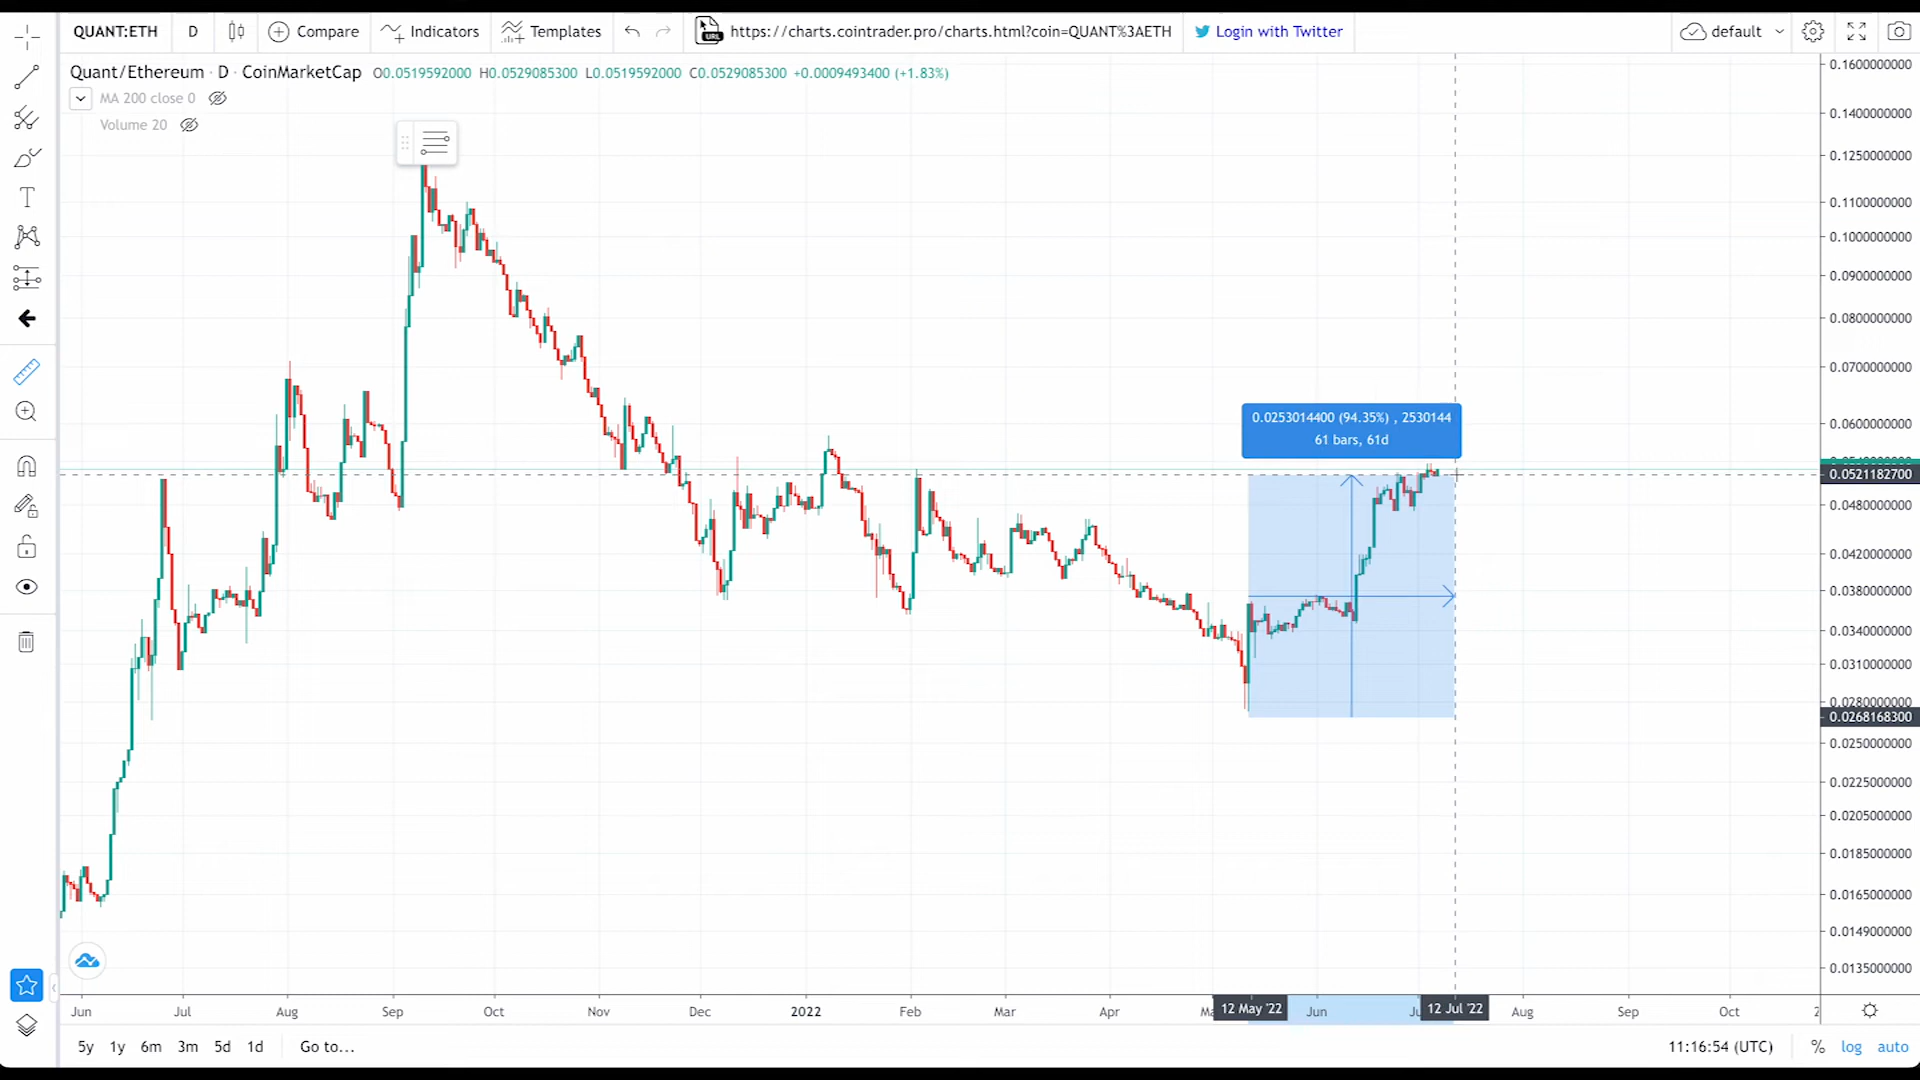 QUANT:ETH D Compare Indicators Templates URL https://charts.cointrader.pro/charts.html?coin=QUANT%3AETH Login with Twitter default
Quant/Ethereum · D · CoinMarketCap O0.0519592000 H0.0529085300 L0.0519592000 C0.0529085300 +0.0009493400 (+1.83%)
MA 200 close 0
Volume 20
T
0.0253014400 (94.35%) , 2530144
61 bars, 61d
0.1600000000
0.1400000000
0.1250000000
0.1100000000
0.1000000000
0.0900000000
0.0800000000
0.0700000000
0.0600000000
0.0521182700
0.0480000000
0.0420000000
0.0380000000
0.0340000000
0.0310000000
0.0280000000
0.0268168300
0.0250000000
0.0225000000
0.0205000000
0.0185000000
0.0165000000
0.0149000000
0.0135000000
Jun Jul Aug Sep Oct Nov Dec 2022 Feb Mar Apr 12 May '22 Jun 12 Jul '22 Aug Sep Oct
5y 1y 6m 3m 5d 1d Go to... 11:16:54 (UTC) % log auto